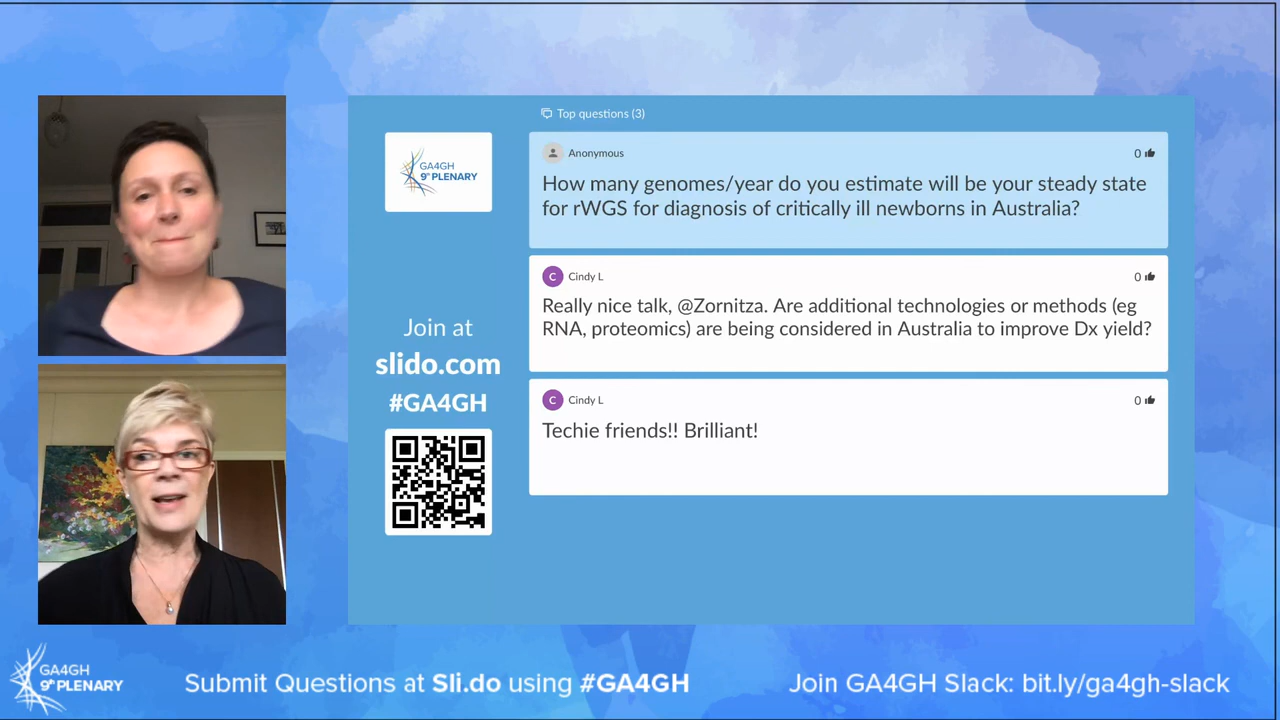 Top questions (3)
GA4GH
9th PLENARY
Anonymous
0
How many genomes/year do you estimate will be your steady state
for rWGS for diagnosis of critically ill newborns in Australia?
C
Cindy L
0
Really nice talk, @Zornitza. Are additional technologies or methods (eg
RNA, proteomics) are being considered in Australia to improve Dx yield?
Join at
slido.com
#GA4GH
C
Cindy L
0
Techie friends!! Brilliant!
GA4GH
9th PLENARY
Submit Questions at Sli.do using #GA4GH
Join GA4GH Slack: bit.ly/ga4gh-slack